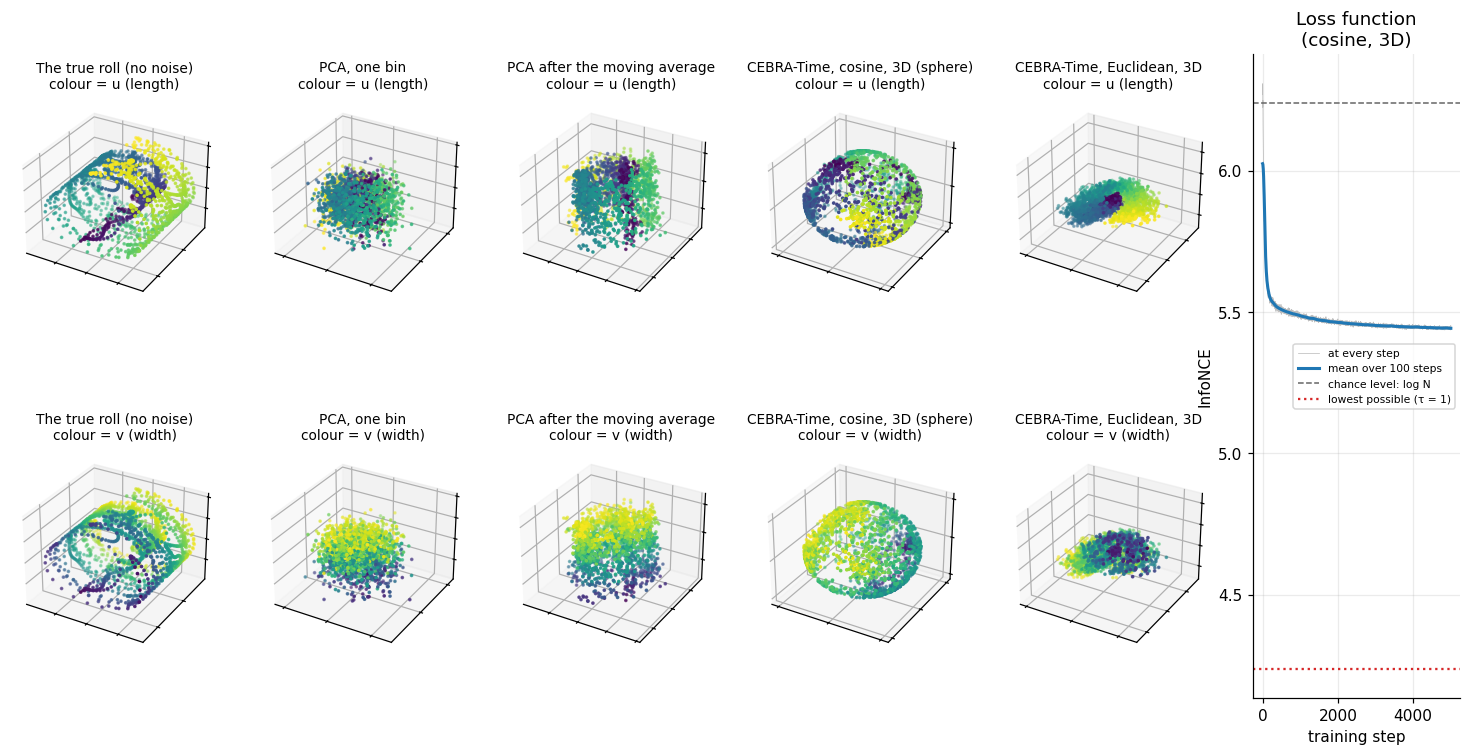 The true roll (no noise)
colour = u (length)
PCA, one bin
colour = u (length)
PCA after the moving average
colour = u (length)
CEBRA-Time, cosine, 3D (sphere)
colour = u (length)
CEBRA-Time, Euclidean, 3D
colour = u (length)
The true roll (no noise)
colour = v (width)
PCA, one bin
colour = v (width)
PCA after the moving average
colour = v (width)
CEBRA-Time, cosine, 3D (sphere)
colour = v (width)
CEBRA-Time, Euclidean, 3D
colour = v (width)
Loss function
(cosine, 3D)
InfoNCE
6.0
5.5
5.0
4.5
at every step
mean over 100 steps
chance level: log N
lowest possible (τ = 1)
0
2000
4000
training step